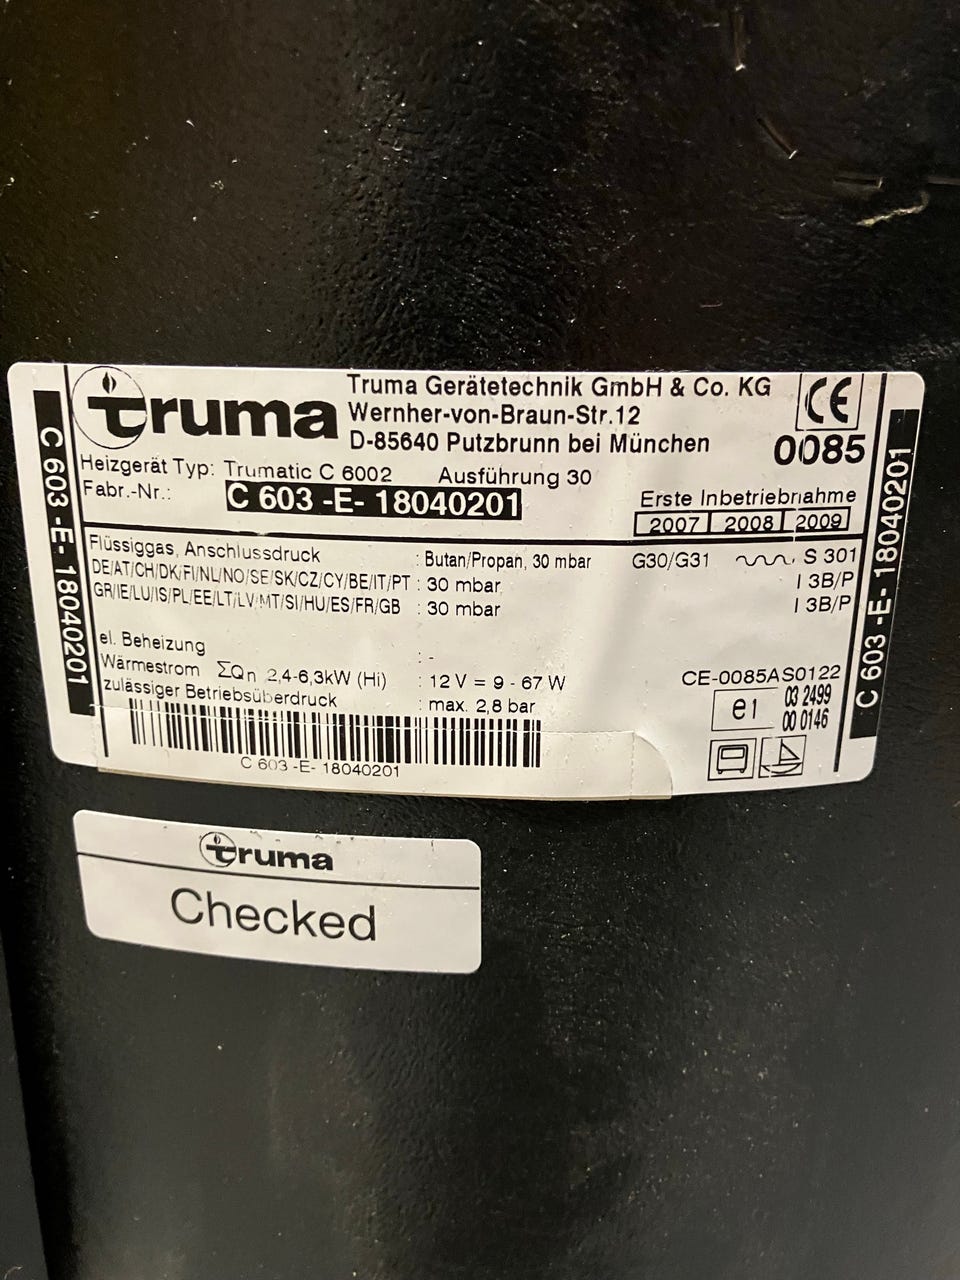 truma
Truma Gerätetechnik GmbH & Co. KG
Wernher-von-Braun-Str.12
D-85640 Putzbrunn bei München
CE
0085
Heizgerät Typ: Trumatic C 6002 Ausführung 30
Fabr.-Nr.: C 603 -E- 18040201
Erste Inbetriebnahme
2007 2008 2009
Flüssiggas, Anschlussdruck : Butan/Propan, 30 mbar G30/G31 S 301
DE/AT/CH/DK/FI/NL/NO/SE/SK/CZ/CY/BE/IT/PT : 30 mbar I 3B/P
GR/IE/LU/IS/PL/EE/LT/LV/MT/SI/HU/ES/FR/GB : 30 mbar I 3B/P
el. Beheizung : -
Wärmestrom ΣQn 2,4-6,3kW (Hi) : 12 V = 9 - 67 W
zulässiger Betriebsüberdruck : max. 2,8 bar
CE-0085AS0122
e1 03 2499
00 0146
C 603 -E- 18040201
C 603 -E- 18040201
C 603 -E- 18040201
truma
Checked